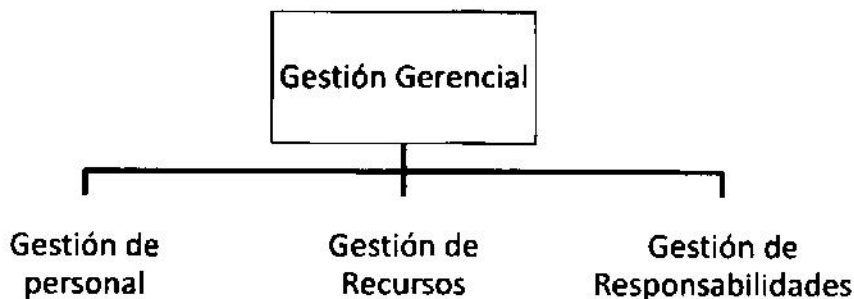 Gestión Gerencial
Gestión de
personal
Gestión de
Recursos
Gestión de
Responsabilidades